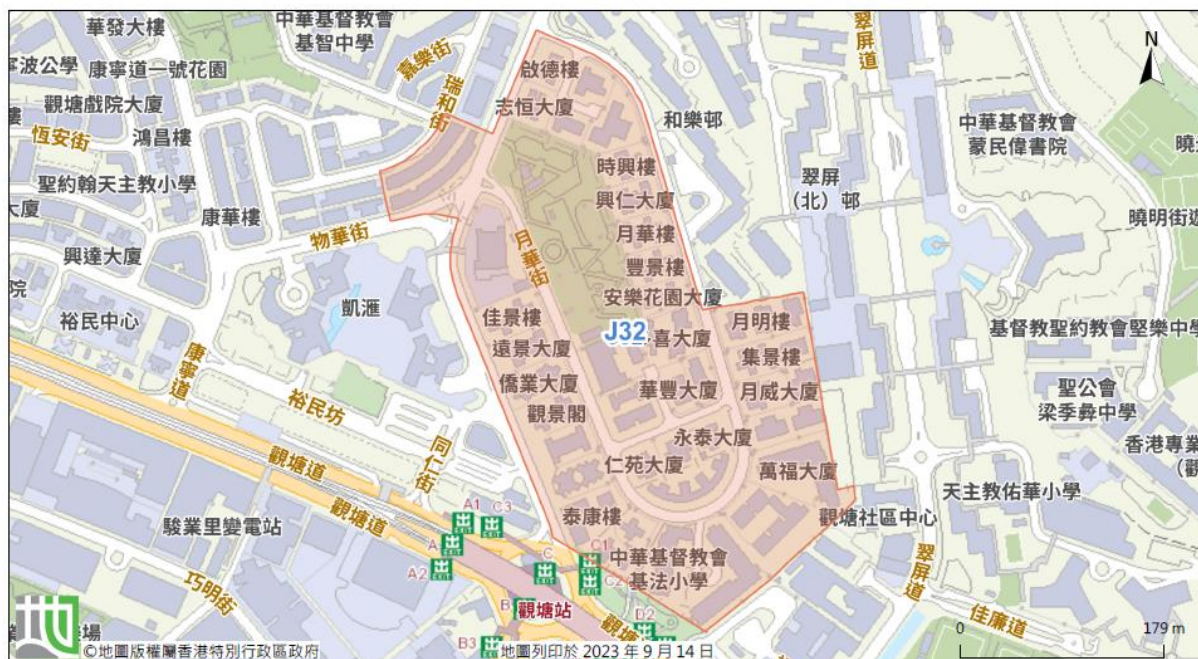 華發大樓
中華基督教會
基智中學
嘉樂街
瑞和街
啟德樓
志恒大廈
翠屏道
N
寧波公學
康寧道一號花園
觀塘戲院大廈
恆安街
鴻昌樓
和樂邨
中華基督教會
蒙民偉書院
聖約翰天主教小學
時興樓
翠屏
(北)邨
興仁大廈
康華樓
物華街
月華街
月華樓
曉明街遊
興達大廈
豐景樓
安樂花園大廈
凱滙
佳景樓
J32
喜大廈
月明樓
裕民中心
基督教聖約教會堅樂中學
遠景大廈
集景樓
康寧道
僑業大廈
華豐大廈
月威大廈
聖公會
梁季彝中學
裕民坊
觀景閣
永泰大廈
同仁街
仁苑大廈
萬福大廈
香港專業
(觀
觀塘道
天主教佑華小學
A1
C3
泰康樓
觀塘社區中心
駿業里變電站
觀塘道
A
A2
C
C1
C2
中華基督教會
基法小學
翠屏道
巧明街
B
觀塘站
D2
佳廉道
B3
觀塘
EXIT
©地圖版權屬香港特別行政區政府
地圖列印於 2023 年 9 月 14 日
0
179 m